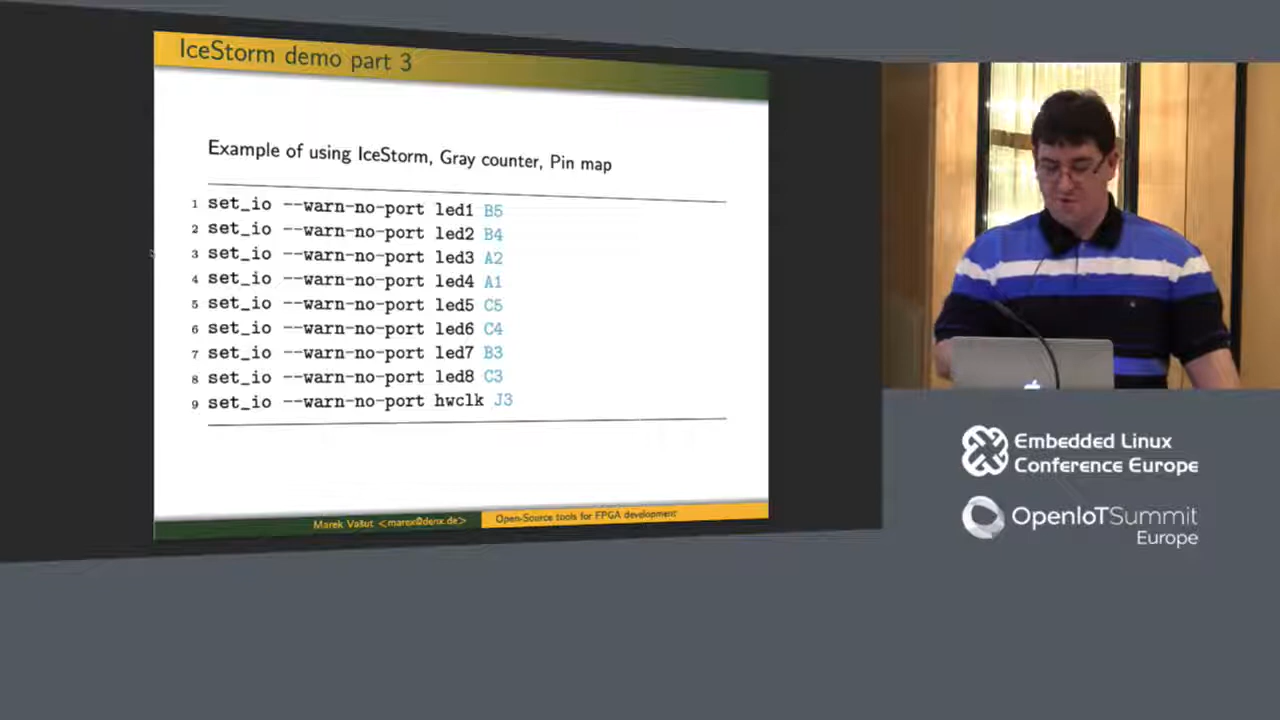 IceStorm demo part 3
Example of using IceStorm, Gray counter, Pin map
1 set_io --warn-no-port led1 B5
2 set_io --warn-no-port led2 B4
3 set_io --warn-no-port led3 A2
4 set_io --warn-no-port led4 A1
5 set_io --warn-no-port led5 C5
6 set_io --warn-no-port led6 C4
7 set_io --warn-no-port led7 B3
8 set_io --warn-no-port led8 C3
9 set_io --warn-no-port hwclk J3
Marek Vašut <marex@denx.de>
Open-Source tools for FPGA development
Embedded Linux
Conference Europe
OpenIoTSummit
Europe